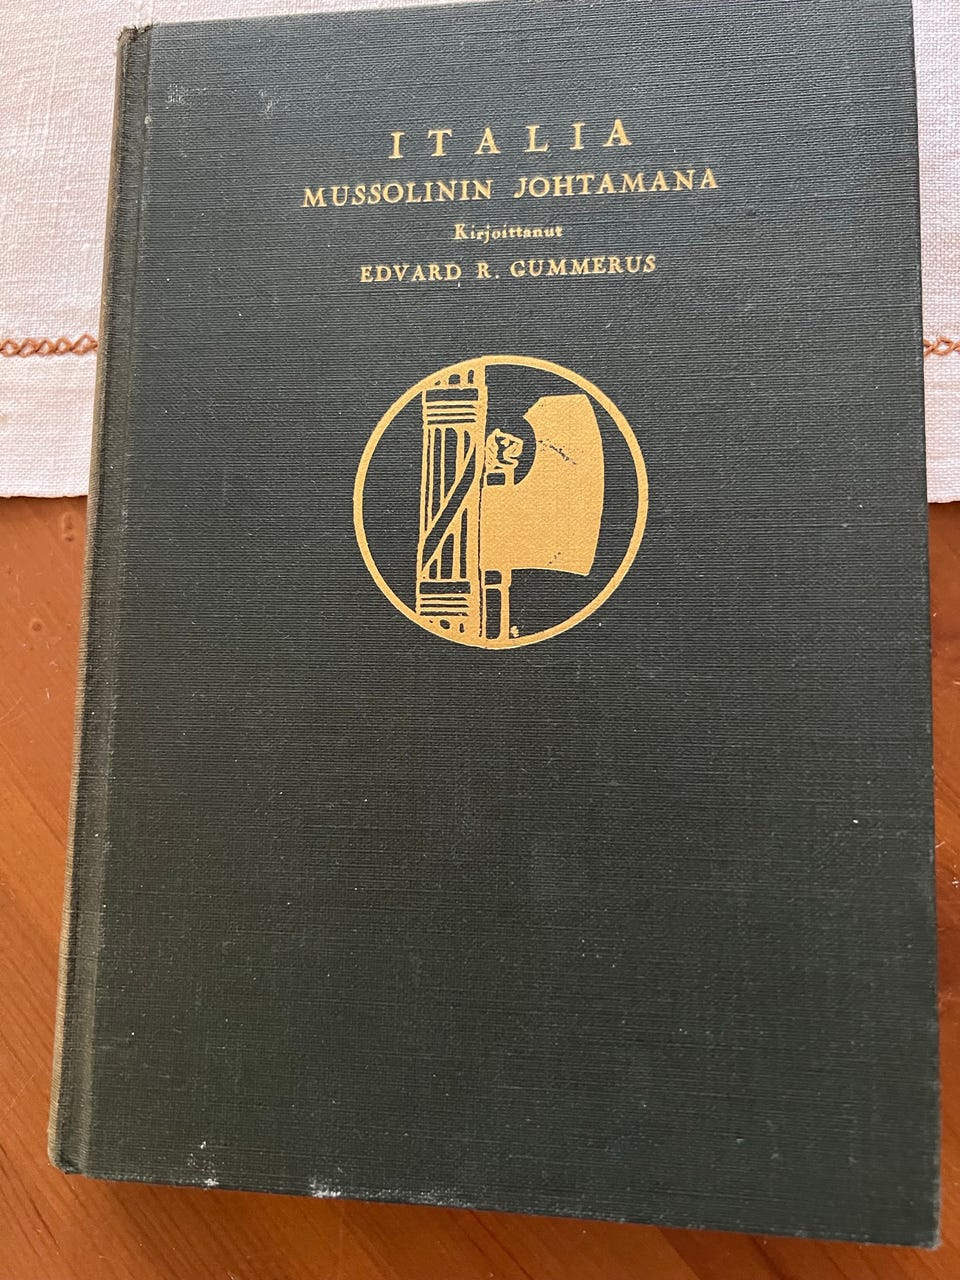 ITALIA
MUSSOLININ JOHTAMANA
Kirjoittanut
EDVARD R. GUMMERUS